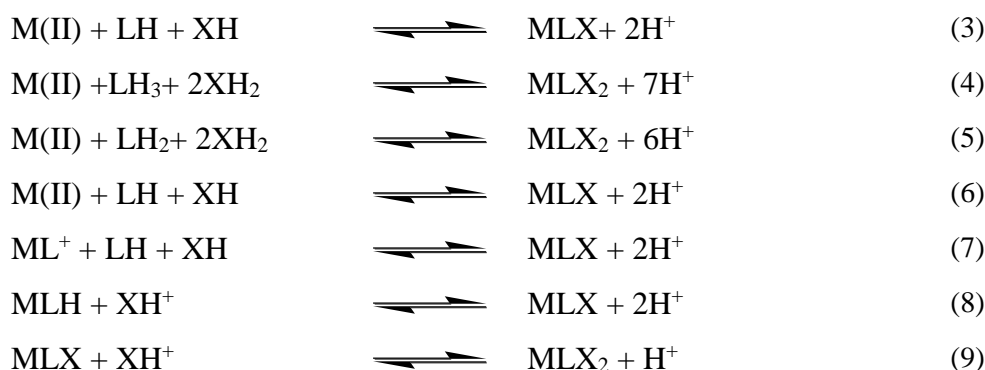 M(II) + LH + XH ⇌ MLX+ 2H⁺ (3)
M(II) +LH₃+ 2XH₂ ⇌ MLX₂ + 7H⁺ (4)
M(II) + LH₂+ 2XH₂ ⇌ MLX₂ + 6H⁺ (5)
M(II) + LH + XH ⇌ MLX + 2H⁺ (6)
ML⁺ + LH + XH ⇌ MLX + 2H⁺ (7)
MLH + XH⁺ ⇌ MLX + 2H⁺ (8)
MLX + XH⁺ ⇌ MLX₂ + H⁺ (9)